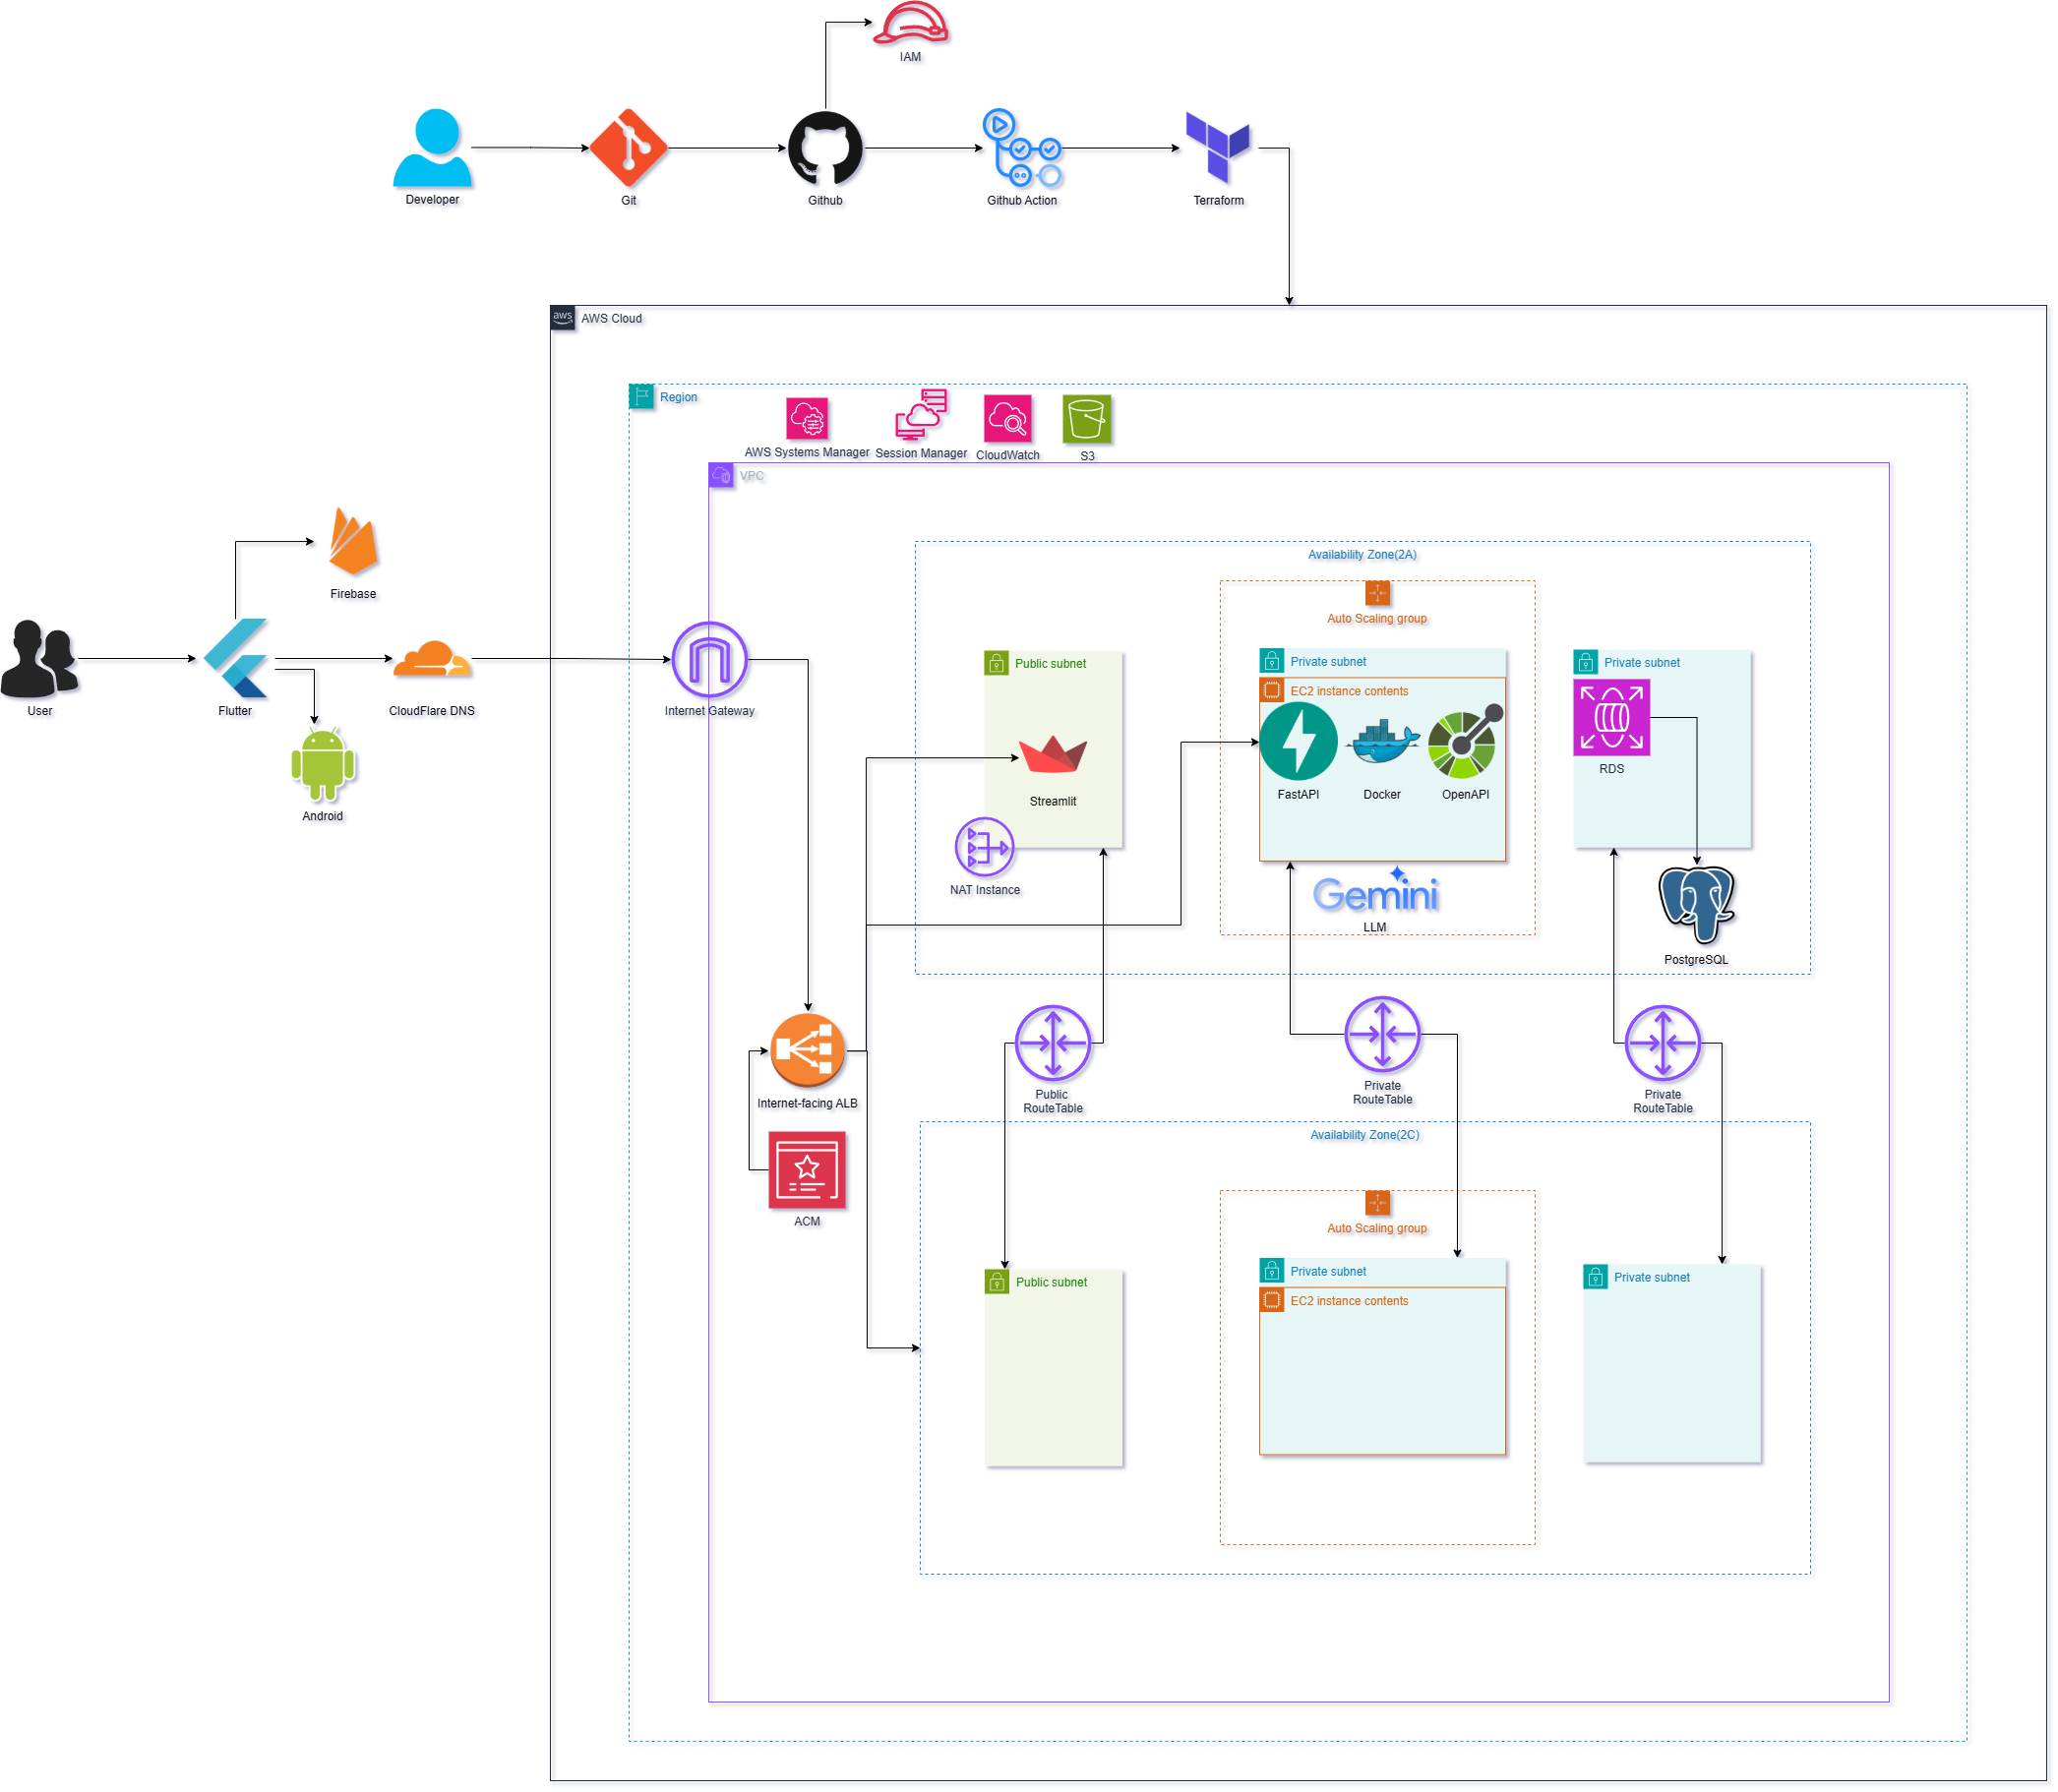 IAM
Developer
Git
Github
Github Action
Terraform
aws
AWS Cloud
Region
AWS Systems Manager
Session Manager
CloudWatch
S3
VPC
Availability Zone(2A)
Firebase
Auto Scaling group
Public subnet
Private subnet
Private subnet
EC2 instance contents
User
Flutter
CloudFlare DNS
Internet Gateway
RDS
FastAPI
Docker
OpenAPI
Streamlit
Android
NAT Instance
Gemini
LLM
PostgreSQL
Internet-facing ALB
Public
RouteTable
Private
RouteTable
Private
RouteTable
Availability Zone(2C)
ACM
Auto Scaling group
Public subnet
Private subnet
Private subnet
EC2 instance contents